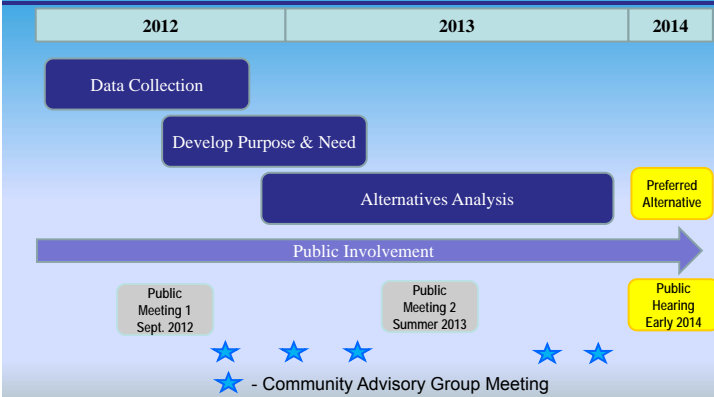 2012 2013 2014
Data Collection
Develop Purpose & Need
Alternatives Analysis
Preferred
Alternative
Public Involvement
Public
Meeting 1
Sept. 2012
Public
Meeting 2
Summer 2013
Public
Hearing
Early 2014
- Community Advisory Group Meeting